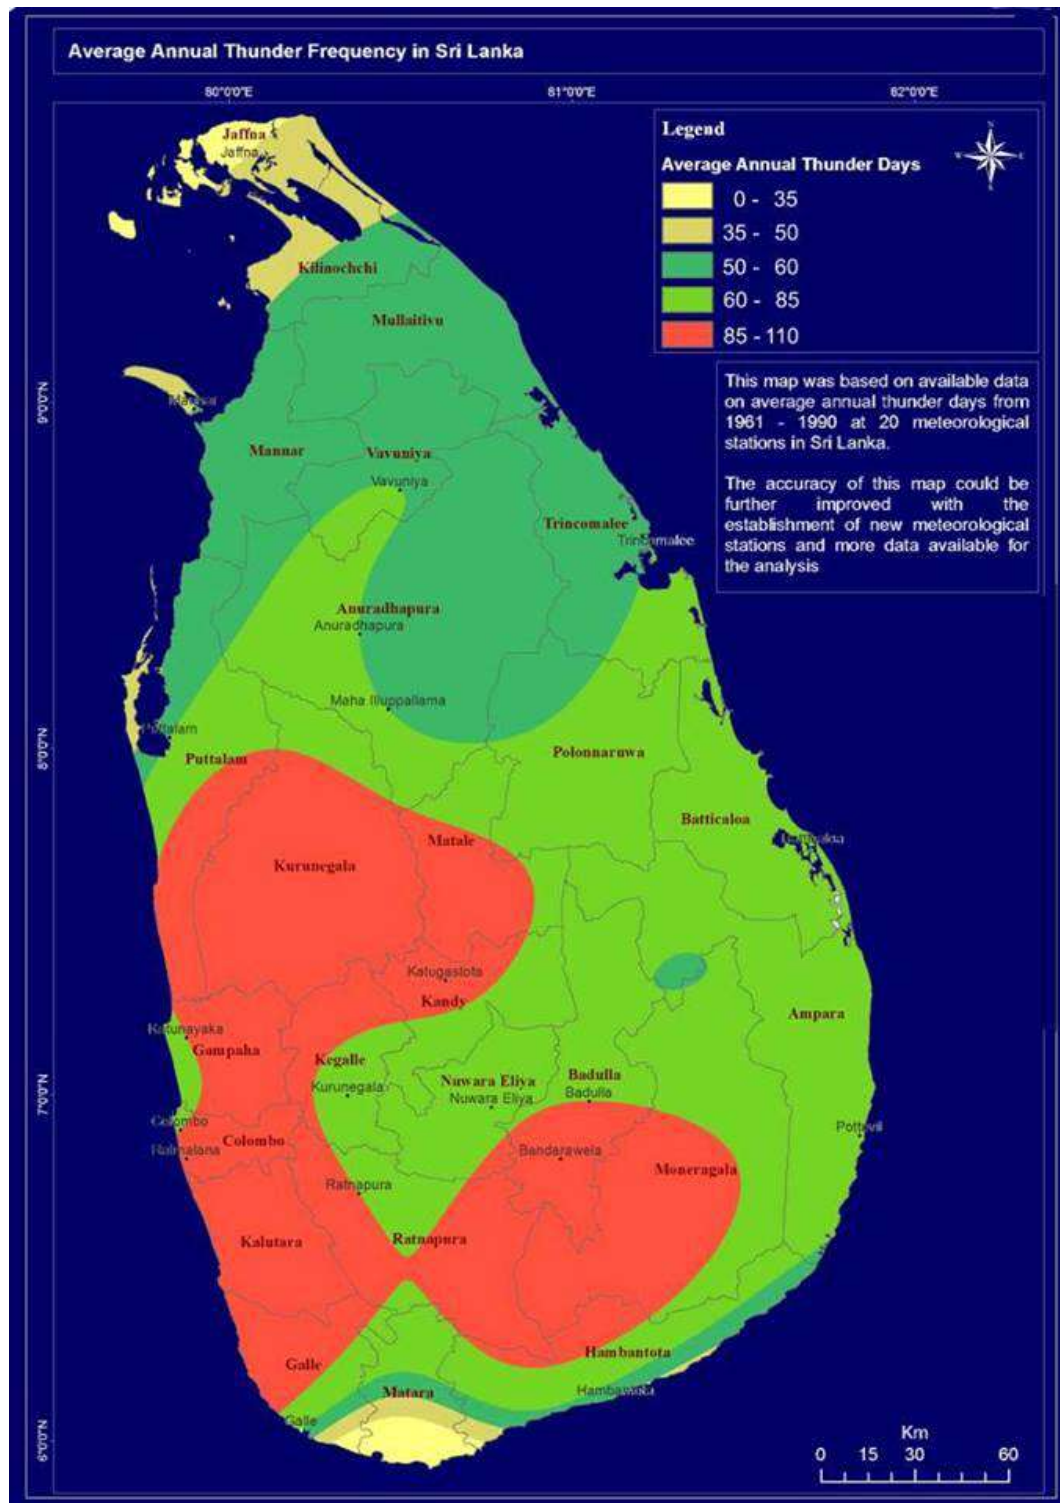 Average Annual Thunder Frequency in Sri Lanka
80°0'0"E 81°0'0"E 82°0'0"E
Legend
Average Annual Thunder Days
0 - 35
35 - 50
50 - 60
60 - 85
85 - 110
This map was based on available data
on average annual thunder days from
1961 - 1990 at 20 meteorological
stations in Sri Lanka.
The accuracy of this map could be
further improved with the
establishment of new meteorological
stations and more data available for
the analysis
N
W E
S
Jaffna
Jaffna
Kilinochchi
Mullaitivu
9°0'0"N
Mannar
Mannar
Vavuniya
Vavuniya
Trincomalee
Trincomalee
Anuradhapura
Anuradhapura
Maha Illuppallama
Puttalam
8°0'0"N
Puttalam
Polonnaruwa
Batticaloa
Matale
Batticaloa
Kurunegala
Katugastota
Kandy
Ampara
Katunayaka
Gampaha
Kegalle
Kurunegala
Nuwara Eliya
Nuwara Eliya
Badulla
Badulla
7°0'0"N
Colombo
Colombo
Ratmalana
Pottuvil
Bandarawela
Moneragala
Ratnapura
Ratnapura
Kalutara
Galle
Hambantota
Hambantota
Matara
Galle
6°0'0"N
Km
0 15 30 60